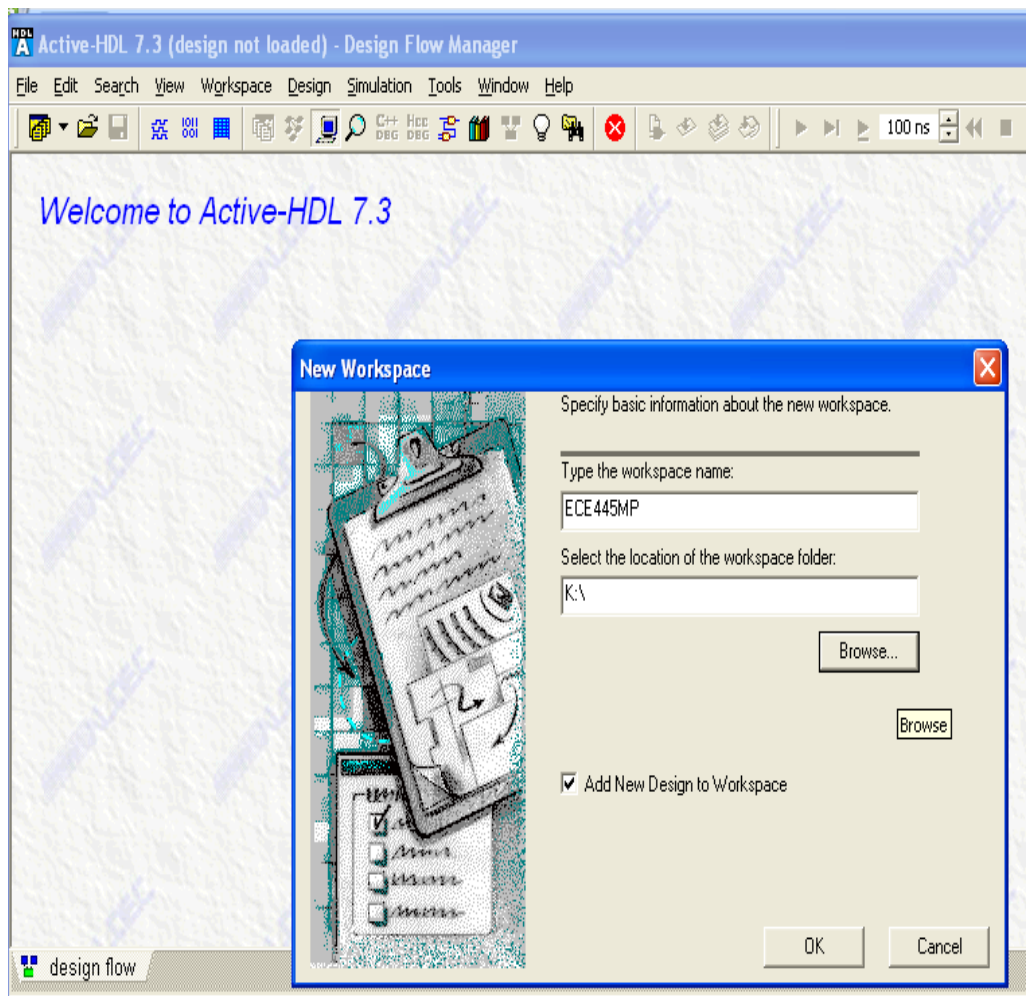 Active-HDL 7.3 (design not loaded) - Design Flow Manager
File Edit Search View Workspace Design Simulation Tools Window Help
C++ DBG HCC DBG 100 ns
Welcome to Active-HDL 7.3
New Workspace
Specify basic information about the new workspace.
Type the workspace name:
ECE445MP
Select the location of the workspace folder:
K:\
Browse...
Browse
Add New Design to Workspace
OK Cancel
design flow